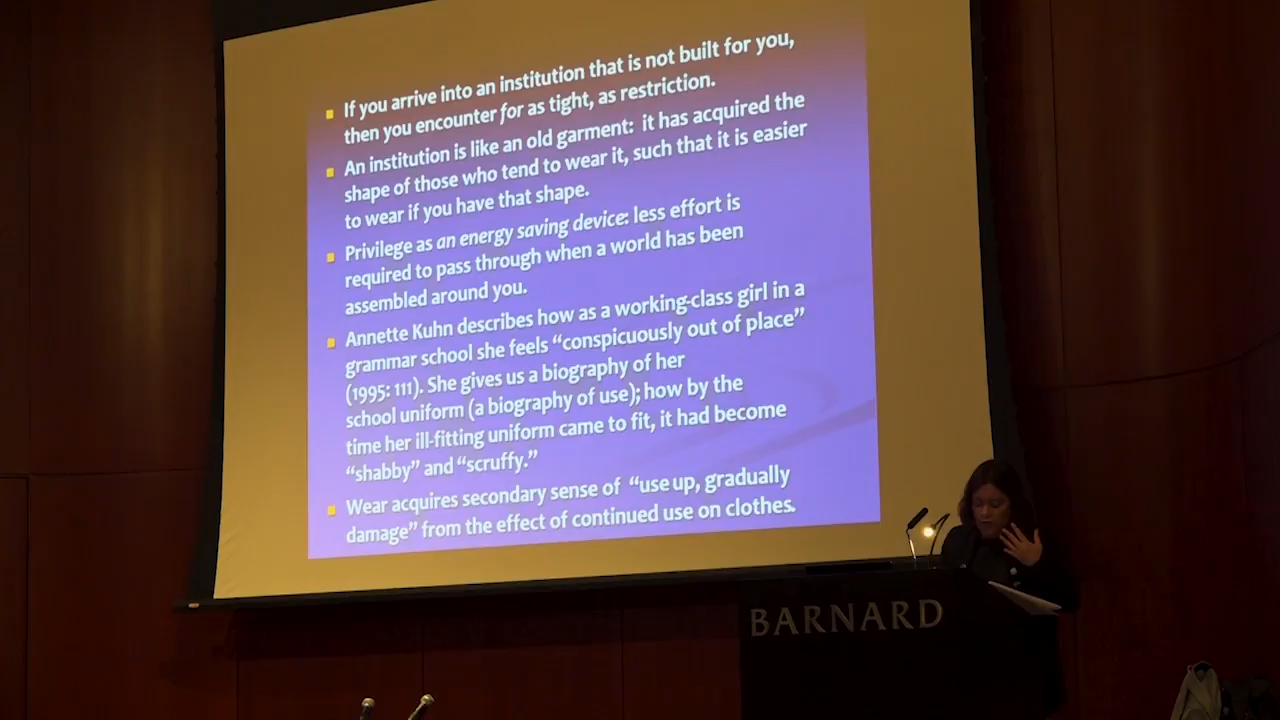 If you arrive into an institution that is not built for you,
then you encounter for as tight, as restriction.
An institution is like an old garment: it has acquired the
shape of those who tend to wear it, such that it is easier
to wear if you have that shape.
Privilege as an energy saving device: less effort is
required to pass through when a world has been
assembled around you.
Annette Kuhn describes how as a working-class girl in a
grammar school she feels “conspicuously out of place”
(1995: 111). She gives us a biography of her
school uniform (a biography of use); how by the
time her ill-fitting uniform came to fit, it had become
“shabby” and “scruffy.”
Wear acquires secondary sense of “use up, gradually
damage” from the effect of continued use on clothes.
BARNARD